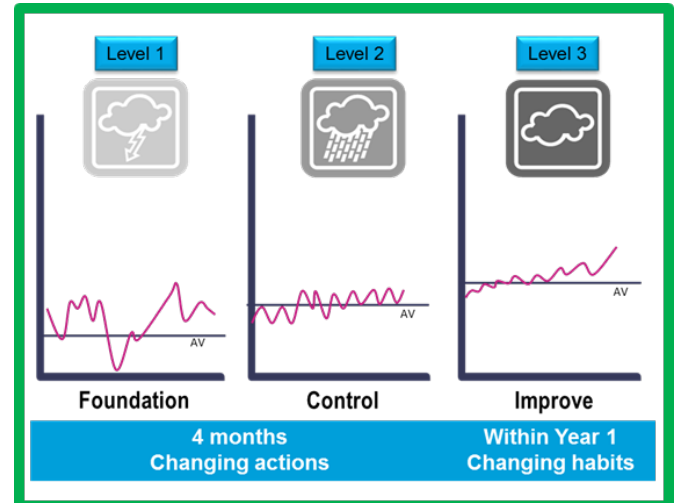 Level 1
Level 2
Level 3
AV
AV
AV
Foundation
Control
Improve
4 months
Changing actions
Within Year 1
Changing habits